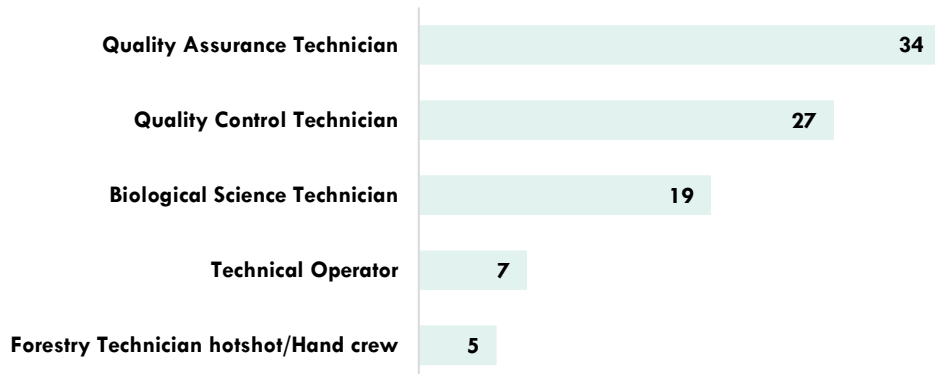 Quality Assurance Technician 34
Quality Control Technician 27
Biological Science Technician 19
Technical Operator 7
Forestry Technician hotshot/Hand crew 5